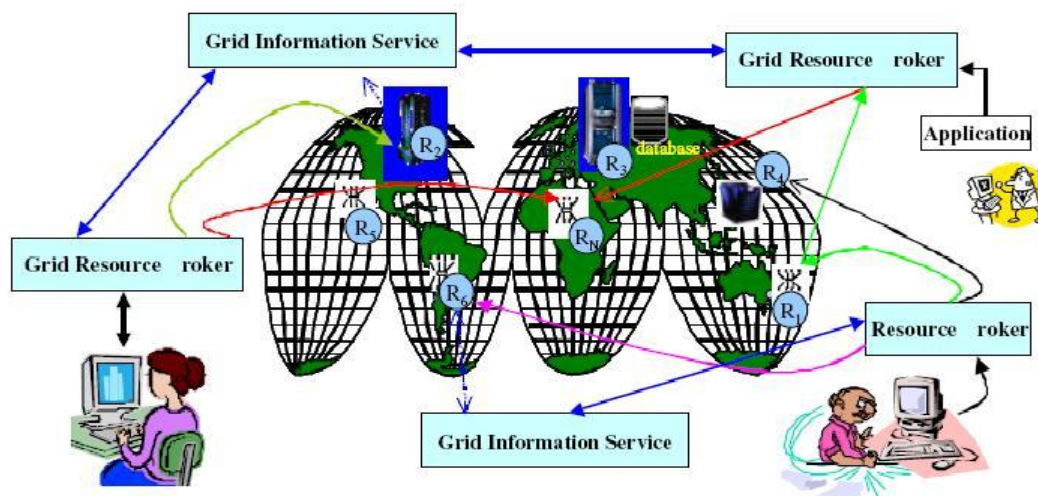 Grid Information Service
Grid Resource roker
Application
R2
R3
database
R4
R5
RN
R6
R1
Grid Resource roker
Resource roker
Grid Information Service